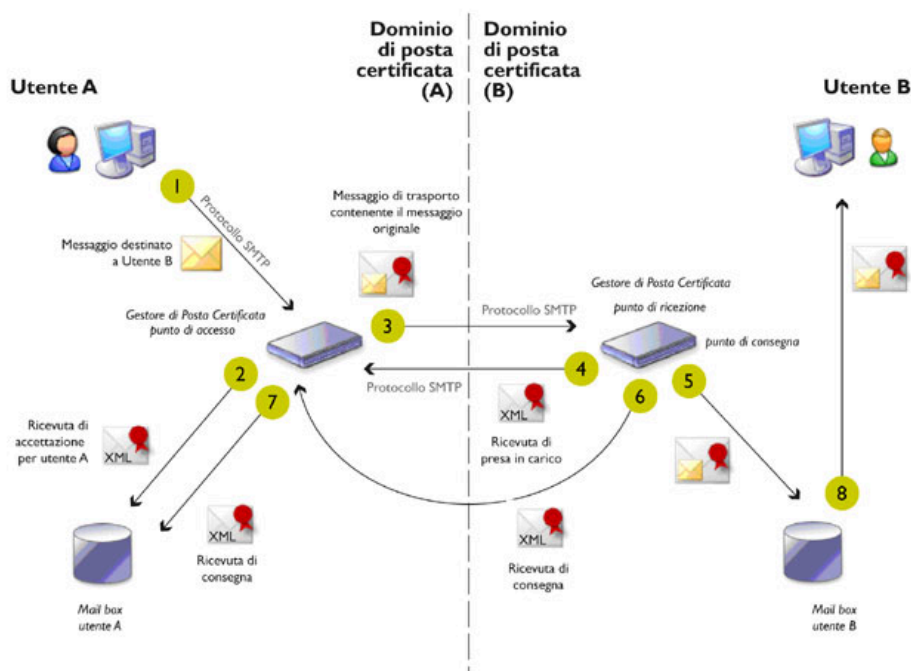 Dominio
di posta
certificata
(A)
Dominio
di posta
certificata
(B)
Utente A
Utente B
1
Protocollo SMTP
Messaggio destinato
a Utente B
Messaggio di trasporto
contenente il messaggio
originale
Gestore di Posta Certificata
punto di accesso
3
Protocollo SMTP
Gestore di Posta Certificata
punto di ricezione
punto di consegna
2
7
Protocollo SMTP
4
6
5
Ricevuta di
accettazione
per utente A
XML
XML
Ricevuta di
presa in carico
8
XML
Ricevuta di
consegna
XML
Ricevuta di
consegna
Mail box
utente A
Mail box
utente B